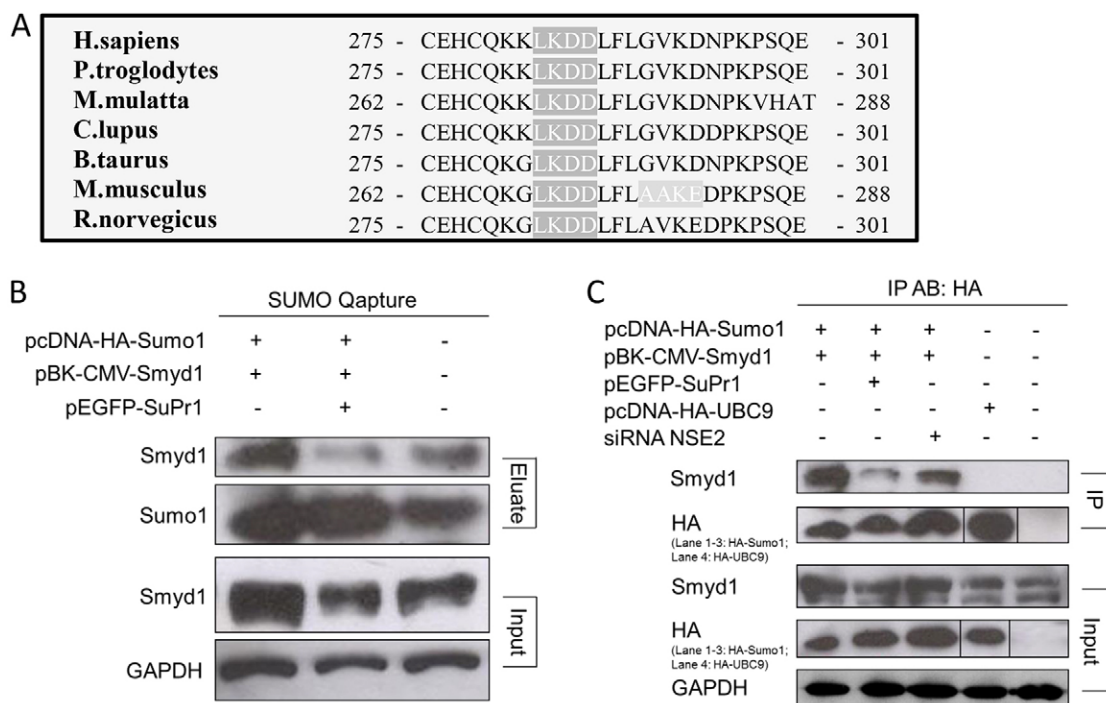 A
H.sapiens 275 - CEHCQKKLKDDLFLGVKDNPKPSQE - 301
P.troglodytes 275 - CEHCQKKLKDDLFLGVKDNPKPSQE - 301
M.mulatta 262 - CEHCQKKLKDDLFLGVKDNPKVHAT - 288
C.lupus 275 - CEHCQKKLKDDLFLGVKDDPKPSQE - 301
B.taurus 275 - CEHCQKGLKDDLFLGVKDNPKPSQE - 301
M.musculus 262 - CEHCQKGLKDDLFLAAKEDPKPSQE - 288
R.norvegicus 275 - CEHCQKGLKDDLFLAVKEDPKPSQE - 301
B
SUMO Qapture
pcDNA-HA-Sumo1 + + -
pBK-CMV-Smyd1 + + -
pEGFP-SuPr1 - + -
Smyd1
Sumo1
Eluate
Smyd1
GAPDH
Input
C
IP AB: HA
pcDNA-HA-Sumo1 + + + - -
pBK-CMV-Smyd1 + + + - -
pEGFP-SuPr1 - + - - -
pcDNA-HA-UBC9 - - - + -
siRNA NSE2 - - + - -
Smyd1
HA
(Lane 1-3: HA-Sumo1;
Lane 4: HA-UBC9)
IP
Smyd1
HA
(Lane 1-3: HA-Sumo1;
Lane 4: HA-UBC9)
GAPDH
Input